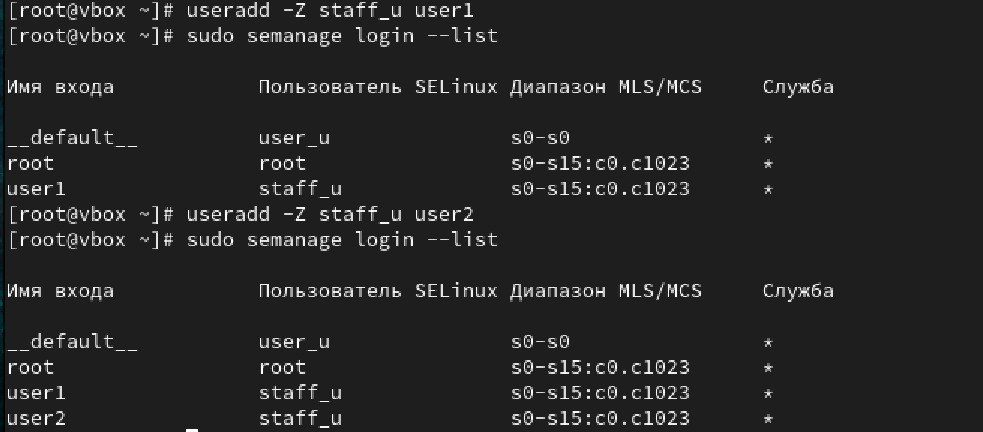 [root@vbox ~]# useradd -Z staff_u user1
[root@vbox ~]# sudo semanage login --list
Имя входа Пользователь SELinux Диапазон MLS/MCS Служба
__default__ user_u s0-s0 *
root root s0-s15:c0.c1023 *
user1 staff_u s0-s15:c0.c1023 *
[root@vbox ~]# useradd -Z staff_u user2
[root@vbox ~]# sudo semanage login --list
Имя входа Пользователь SELinux Диапазон MLS/MCS Служба
__default__ user_u s0-s0 *
root root s0-s15:c0.c1023 *
user1 staff_u s0-s15:c0.c1023 *
user2 staff_u s0-s15:c0.c1023 *